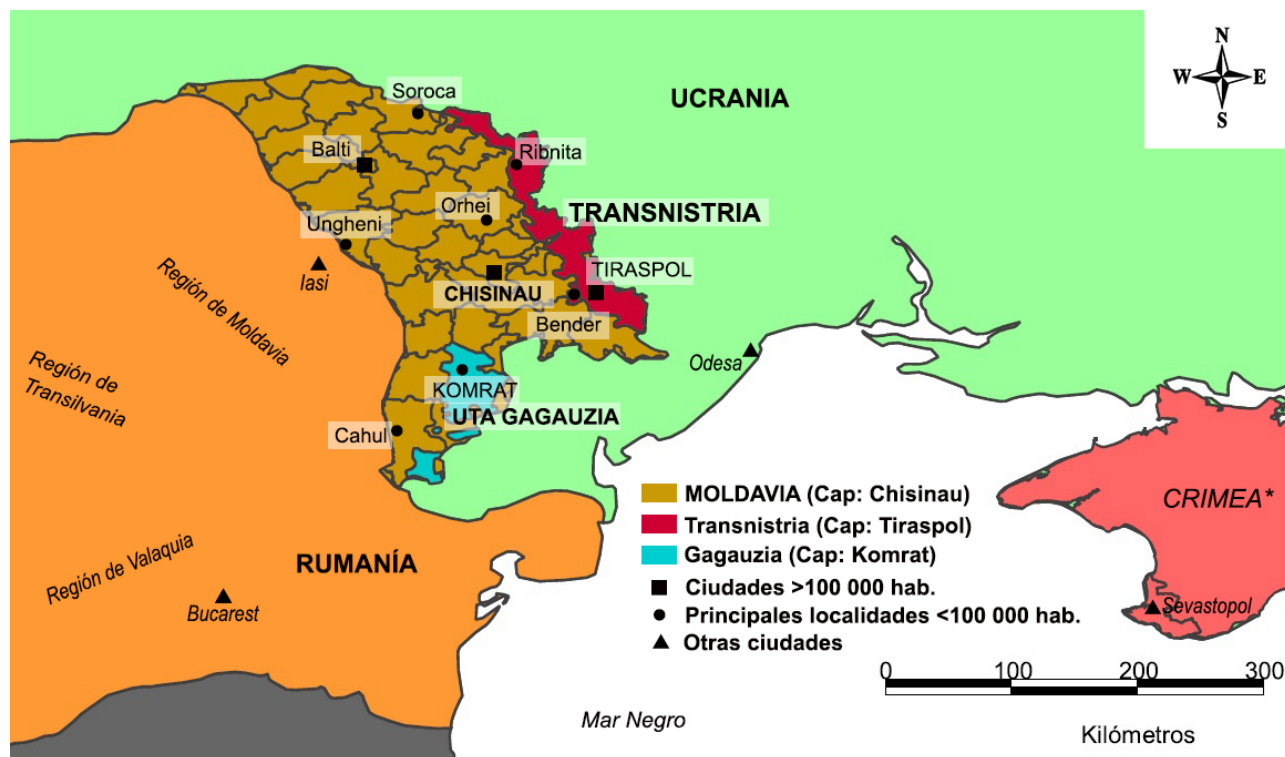 N
W E
S
UCRANIA
Soroca
Balti
Ribnita
Orhei
TRANSNISTRIA
Ungheni
Iasi
TIRASPOL
CHISINAU
Bender
Región de Moldavia
Región de
Transilvania
Odesa
KOMRAT
UTA GAGAUZIA
Cahul
MOLDAVIA (Cap: Chisinau)
Transnistria (Cap: Tiraspol)
Gagauzia (Cap: Komrat)
Ciudades >100 000 hab.
Principales localidades <100 000 hab.
Otras ciudades
CRIMEA*
Sevastopol
RUMANÍA
Región de Valaquia
Bucarest
0 100 200 300
Kilómetros
Mar Negro